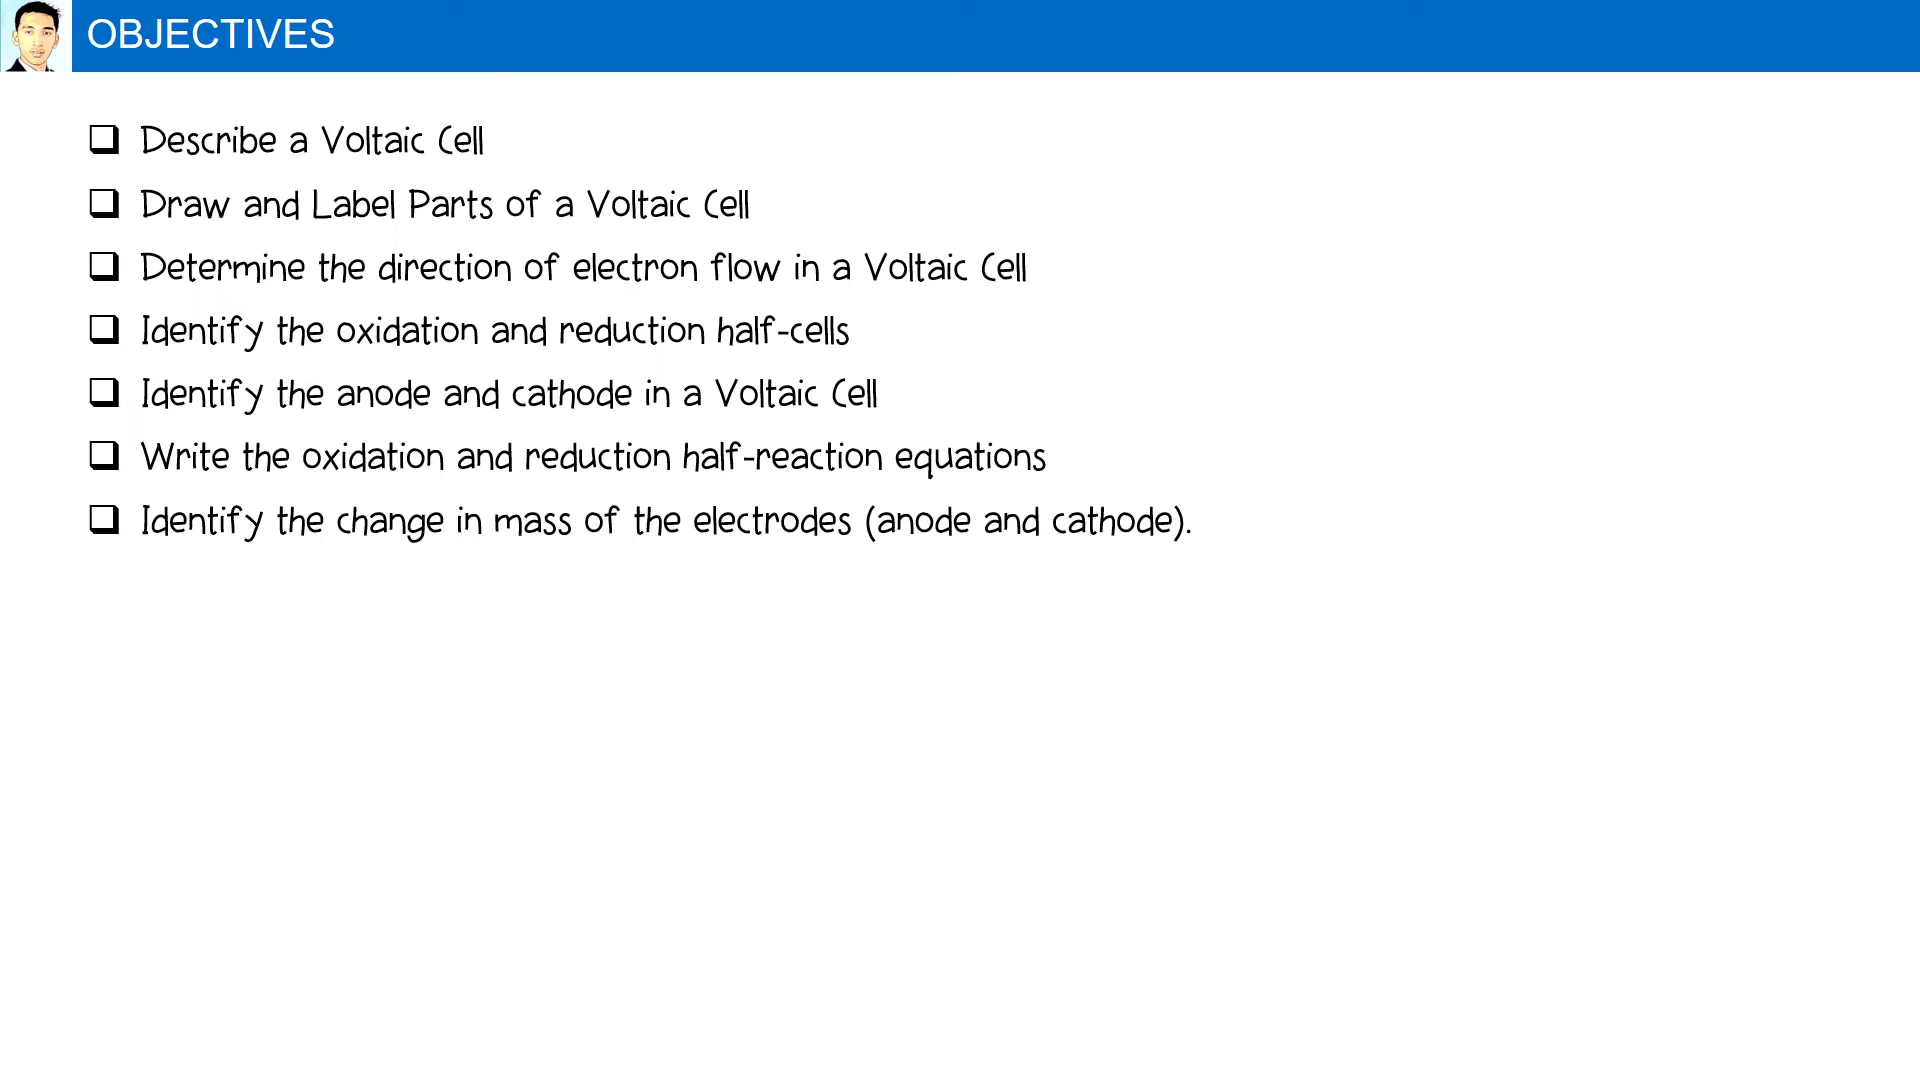 OBJECTIVES
Describe a Voltaic Cell
Draw and Label Parts of a Voltaic Cell
Determine the direction of electron flow in a Voltaic Cell
Identify the oxidation and reduction half-cells
Identify the anode and cathode in a Voltaic Cell
Write the oxidation and reduction half-reaction equations
Identify the change in mass of the electrodes (anode and cathode).